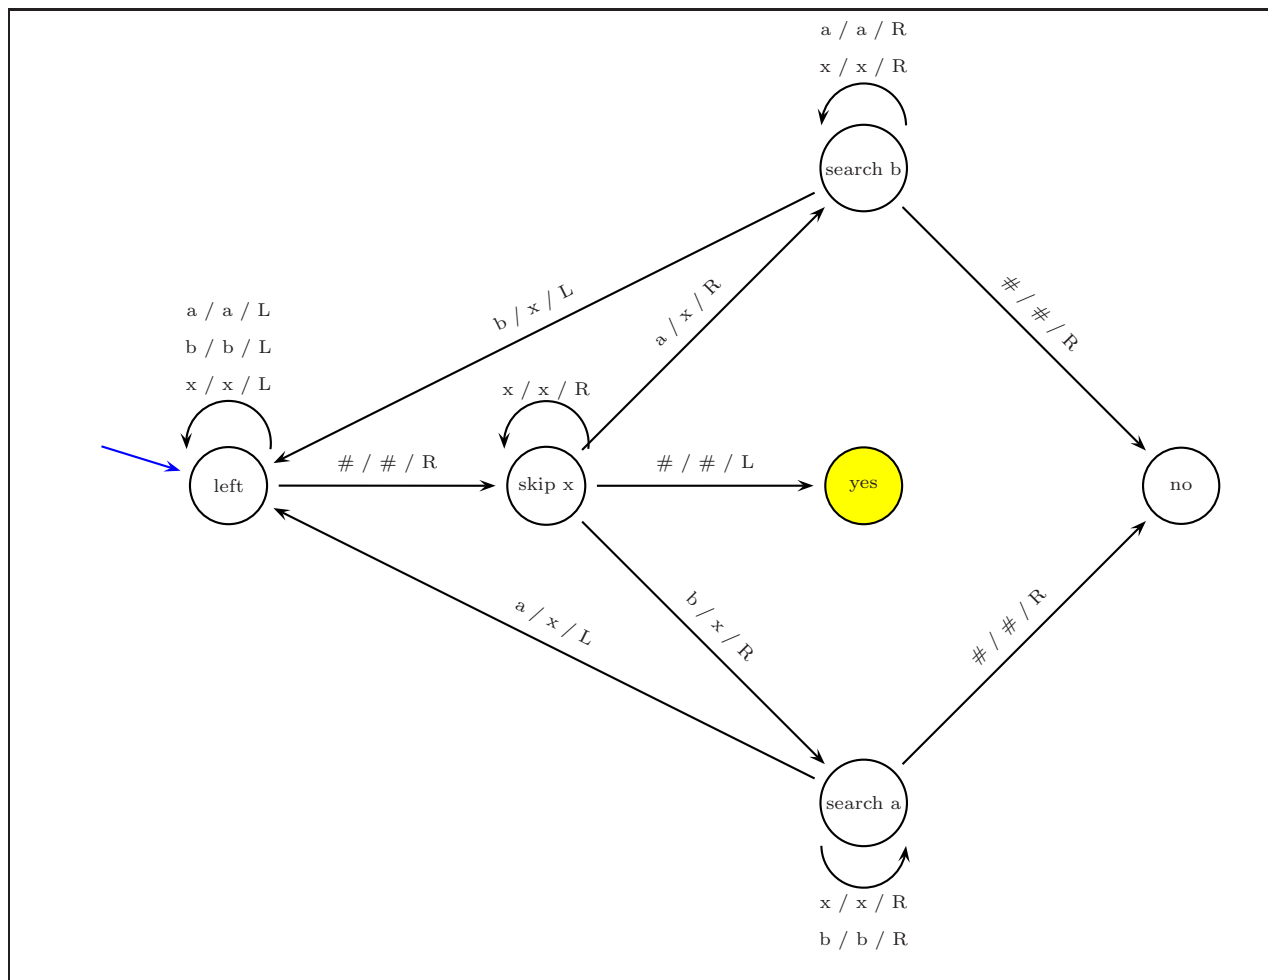 a / a / R
x / x / R
search b
b / x / L
a / x / R
# / # / R
a / a / L
b / b / L
x / x / L
x / x / R
left
# / # / R
skip x
# / # / L
yes
no
a / x / L
b / x / R
# / # / R
search a
x / x / R
b / b / R